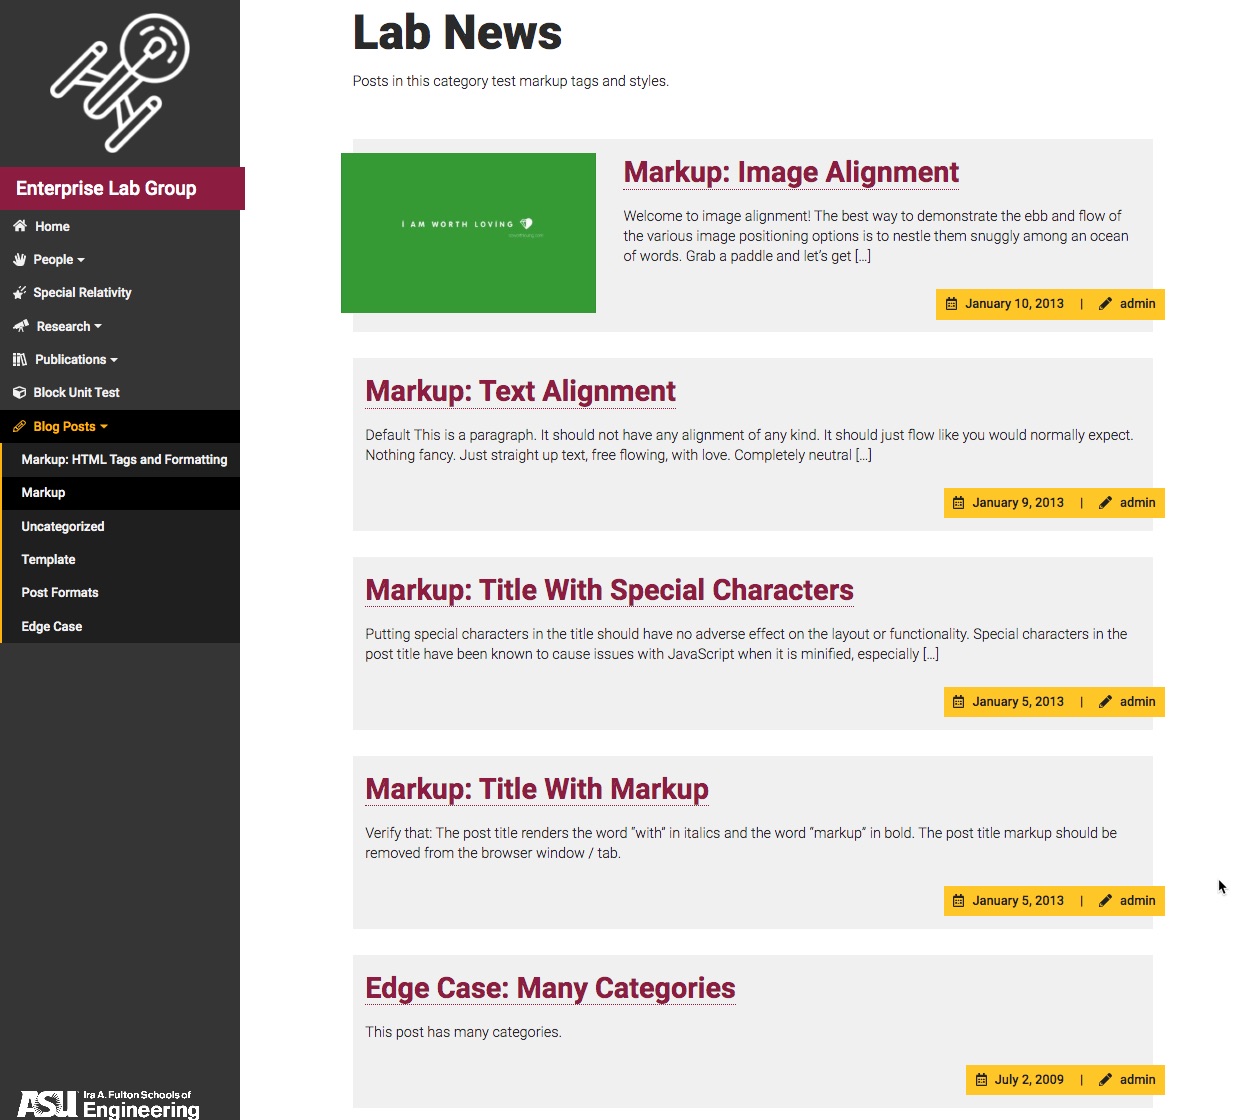 Enterprise Lab Group
Home
People
Special Relativity
Research
Publications
Block Unit Test
Blog Posts
Markup: HTML Tags and Formatting
Markup
Uncategorized
Template
Post Formats
Edge Case
ASU Ira A. Fulton Schools of
Engineering
Lab News
Posts in this category test markup tags and styles.
I AM WORTH LOVING
Markup: Image Alignment
Welcome to image alignment! The best way to demonstrate the ebb and flow of
the various image positioning options is to nestle them snuggly among an ocean
of words. Grab a paddle and let’s get [...]
January 10, 2013 | admin
Markup: Text Alignment
Default This is a paragraph. It should not have any alignment of any kind. It should just flow like you would normally expect.
Nothing fancy. Just straight up text, free flowing, with love. Completely neutral [...]
January 9, 2013 | admin
Markup: Title With Special Characters
Putting special characters in the title should have no adverse effect on the layout or functionality. Special characters in the
post title have been known to cause issues with JavaScript when it is minified, especially [...]
January 5, 2013 | admin
Markup: Title With Markup
Verify that: The post title renders the word “with” in italics and the word “markup” in bold. The post title markup should be
removed from the browser window / tab.
January 5, 2013 | admin
Edge Case: Many Categories
This post has many categories.
July 2, 2009 | admin